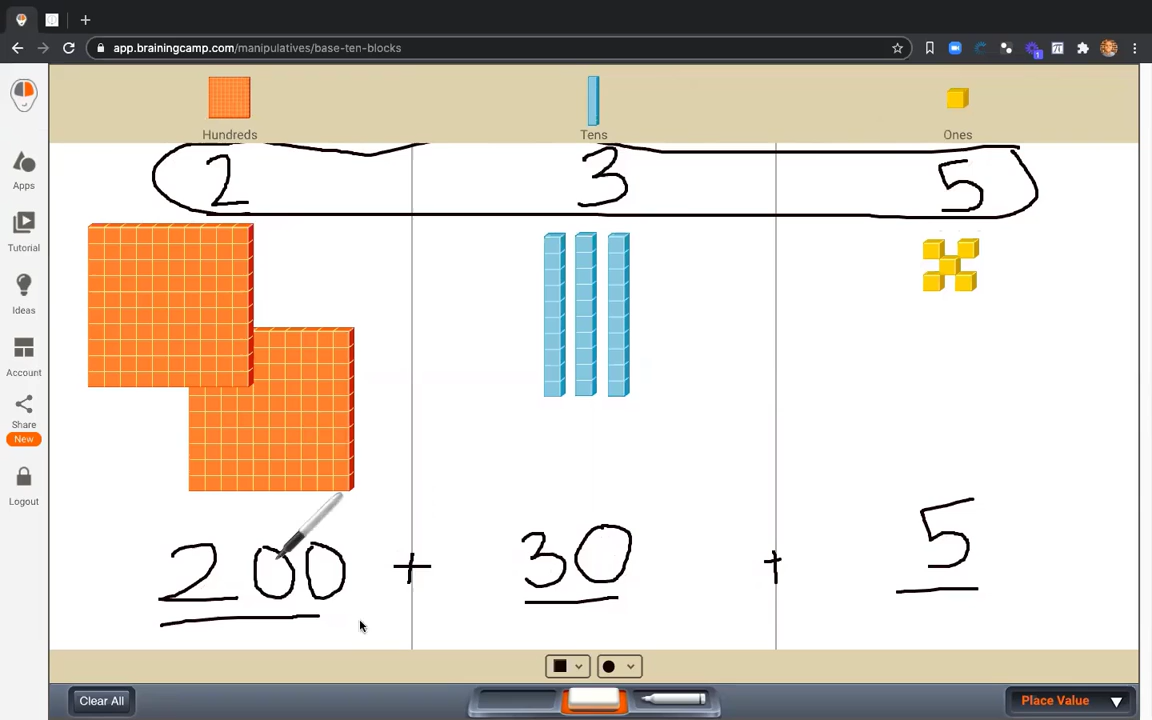 app.brainingcamp.com/manipulatives/base-ten-blocks
1
Hundreds Tens Ones
Apps
Tutorial
Ideas
Account
Share
New
Logout
2 3 5
200 + 30 + 5
Clear All
Place Value